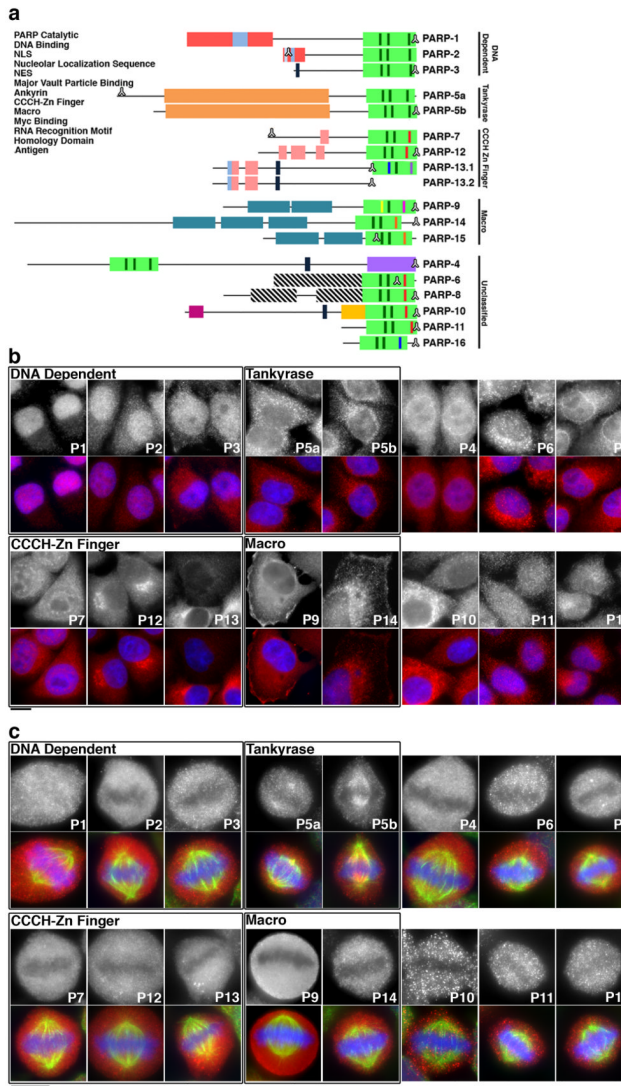 a
PARP Catalytic
DNA Binding
NLS
Nucleolar Localization Sequence
NES
Major Vault Particle Binding
Ankyrin
CCCH-Zn Finger
Macro
Myc Binding
RNA Recognition Motif
Homology Domain
Antigen
PARP-1
PARP-2
PARP-3
DNA
Dependent
PARP-5a
PARP-5b
Tankyrase
PARP-7
PARP-12
PARP-13.1
PARP-13.2
CCCH Zn Finger
PARP-9
PARP-14
PARP-15
Macro
PARP-4
PARP-6
PARP-8
PARP-10
PARP-11
PARP-16
Unclassified
b
DNA Dependent Tankyrase
P1 P2 P3 P5a P5b P4 P6 P
CCCH-Zn Finger Macro
P7 P12 P13 P9 P14 P10 P11 P1
c
DNA Dependent Tankyrase
P1 P2 P3 P5a P5b P4 P6 P
CCCH-Zn Finger Macro
P7 P12 P13 P9 P14 P10 P11 P1